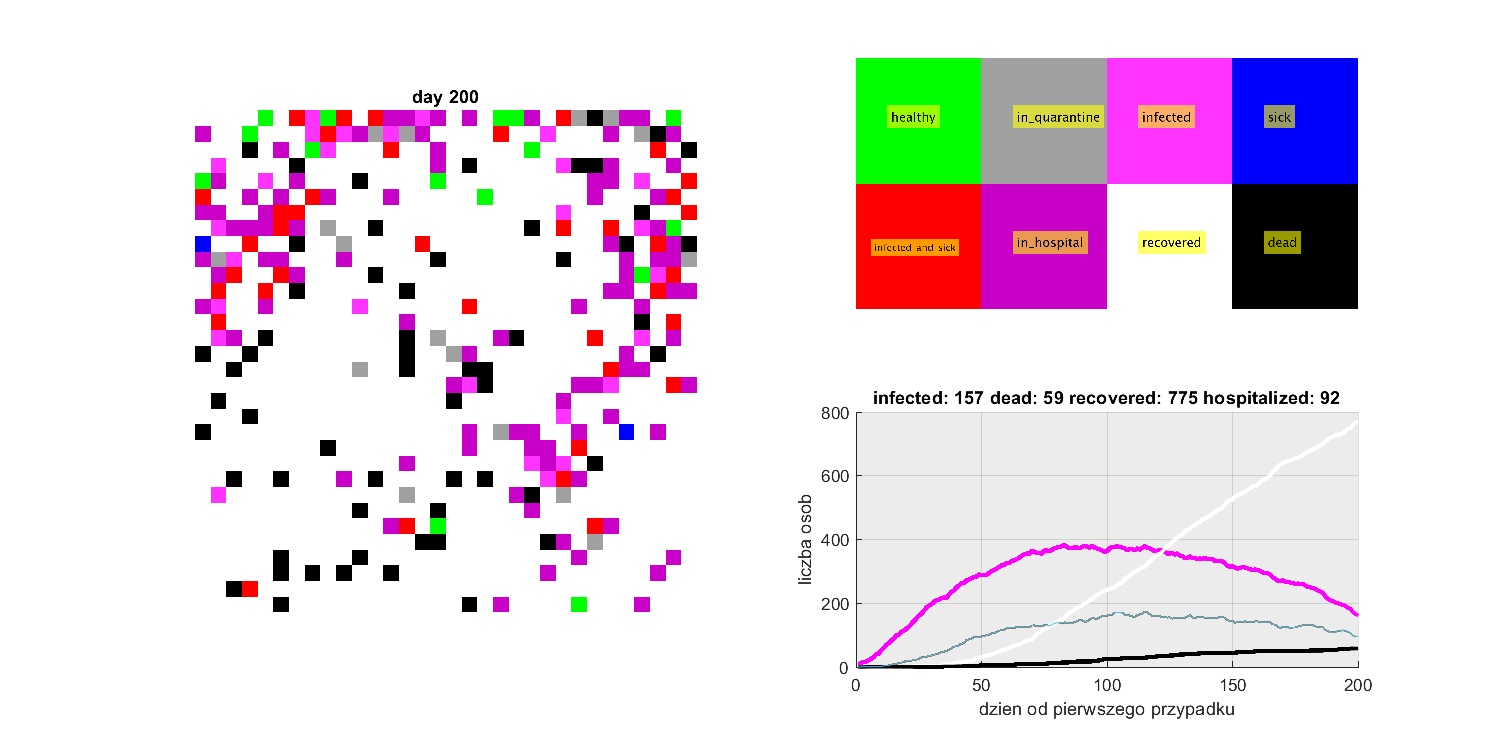 day 200
healthy
in_quarantine
infected
sick
infected and sick
in_hospital
recovered
dead
infected: 157 dead: 59 recovered: 775 hospitalized: 92
800
600
400
200
0
liczba osob
0 50 100 150 200
dzien od pierwszego przypadku